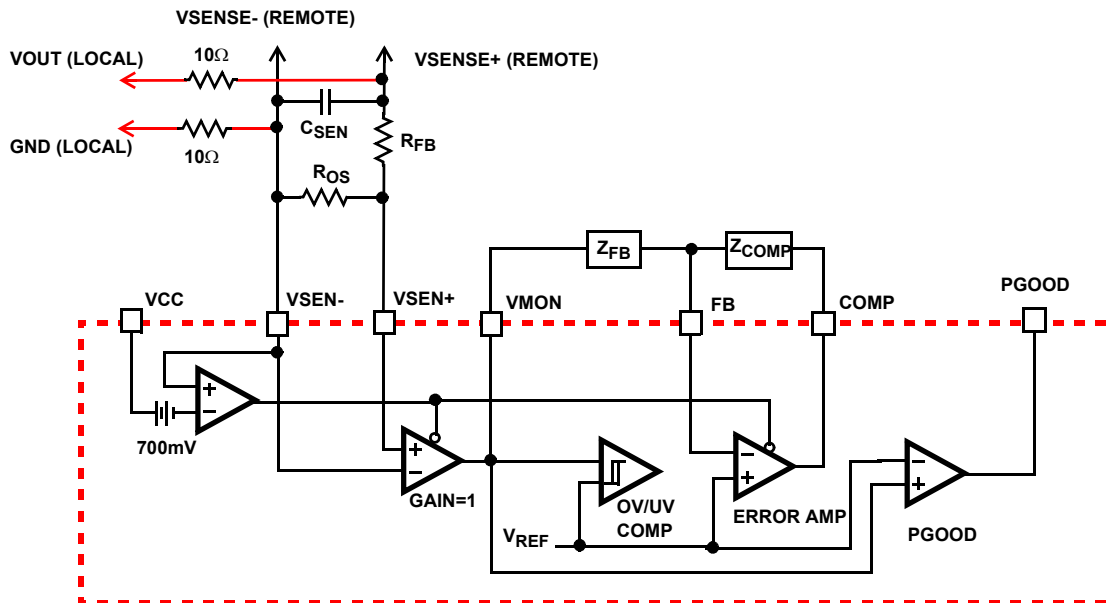 VSENSE- (REMOTE)
VOUT (LOCAL)
10Ω
VSENSE+ (REMOTE)
CSEN
GND (LOCAL)
10Ω
RFB
ROS
ZFB
ZCOMP
VCC
VSEN-
VSEN+
VMON
FB
COMP
PGOOD
+
−
700mV
+
−
GAIN=1
OV/UV
COMP
−
+
ERROR AMP
−
+
PGOOD
VREF